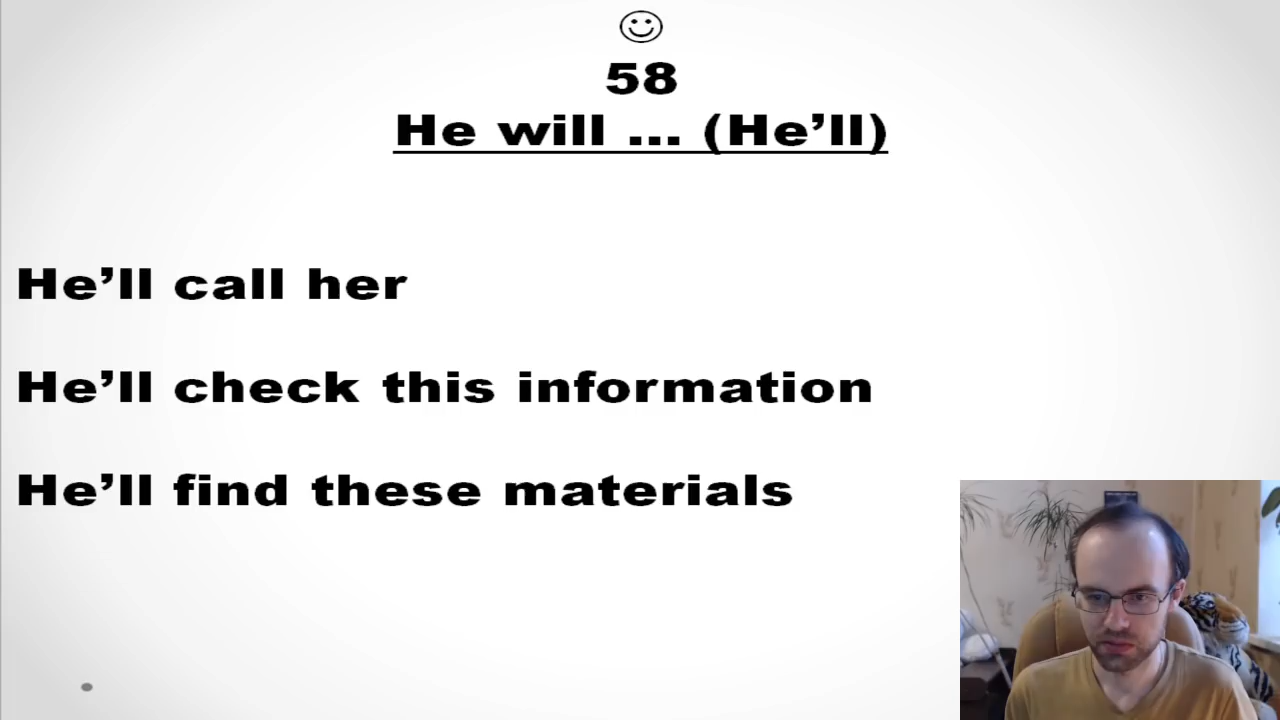 58
He will ... (He’ll)
He’ll call her
He’ll check this information
He’ll find these materials